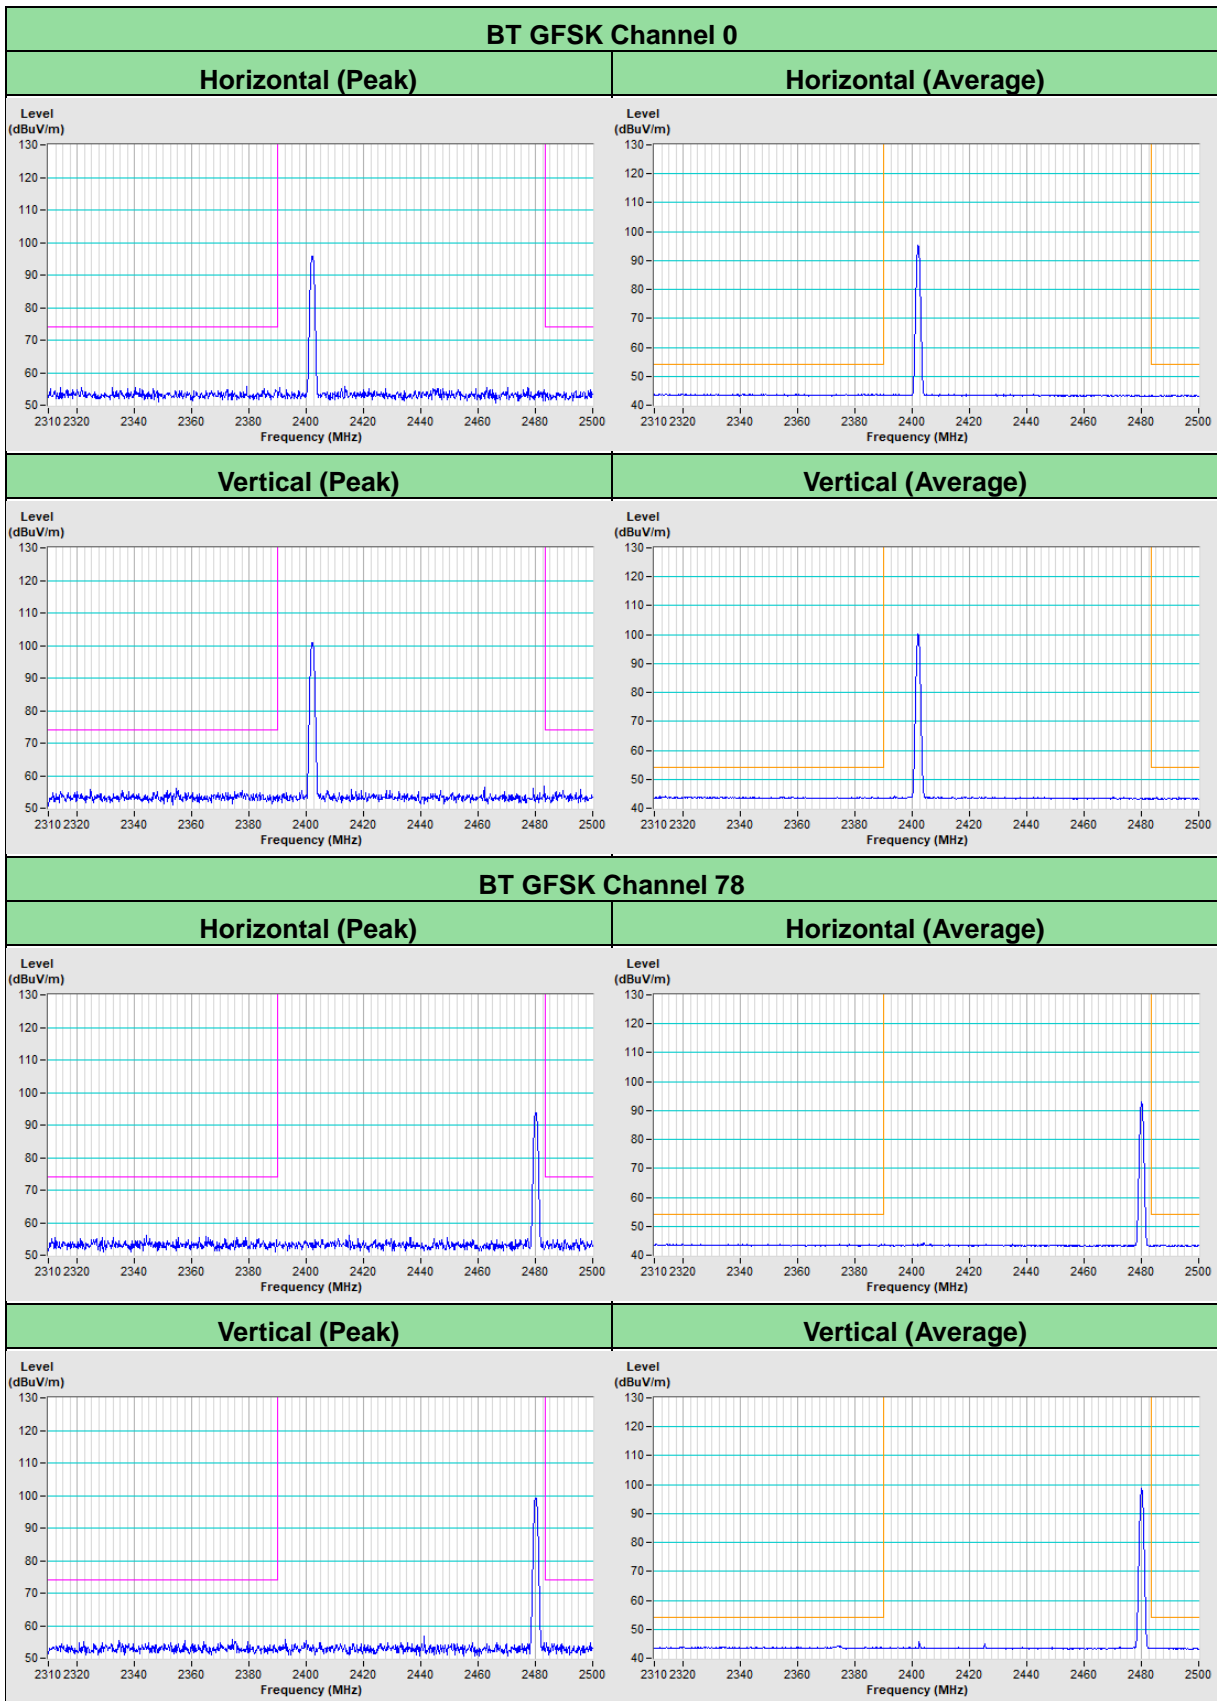 BT GFSK Channel 0
Horizontal (Peak) Horizontal (Average)
Level Level
(dBuV/m) (dBuV/m)
130 130
120 120
110 110
100 100
90 90
80 80
70 70
60 60
50 50
40
2310 2320 2340 2360 2380 2400 2420 2440 2460 2480 2500 2310 2320 2340 2360 2380 2400 2420 2440 2460 2480 2500
Frequency (MHz) Frequency (MHz)
Vertical (Peak) Vertical (Average)
Level Level
(dBuV/m) (dBuV/m)
130 130
120 120
110 110
100 100
90 90
80 80
70 70
60 60
50 50
40
2310 2320 2340 2360 2380 2400 2420 2440 2460 2480 2500 2310 2320 2340 2360 2380 2400 2420 2440 2460 2480 2500
Frequency (MHz) Frequency (MHz)
BT GFSK Channel 78
Horizontal (Peak) Horizontal (Average)
Level Level
(dBuV/m) (dBuV/m)
130 130
120 120
110 110
100 100
90 90
80 80
70 70
60 60
50 50
40
2310 2320 2340 2360 2380 2400 2420 2440 2460 2480 2500 2310 2320 2340 2360 2380 2400 2420 2440 2460 2480 2500
Frequency (MHz) Frequency (MHz)
Vertical (Peak) Vertical (Average)
Level Level
(dBuV/m) (dBuV/m)
130 130
120 120
110 110
100 100
90 90
80 80
70 70
60 60
50 50
40
2310 2320 2340 2360 2380 2400 2420 2440 2460 2480 2500 2310 2320 2340 2360 2380 2400 2420 2440 2460 2480 2500
Frequency (MHz) Frequency (MHz)